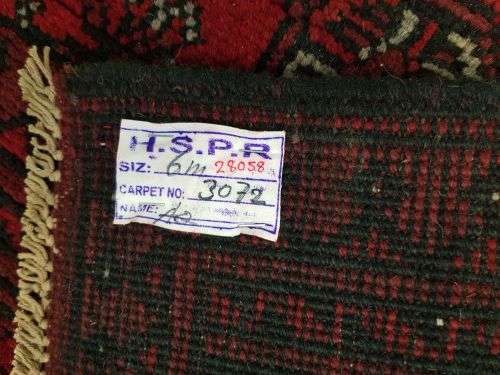 H.S.P.R
SIZ: 6m 28058
CARPET NO: 3072
NAME: